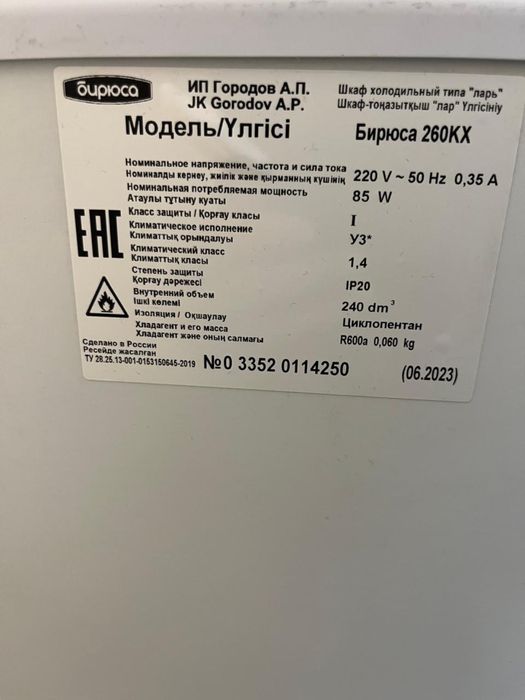 бирюса
ИП Городов А.П.
JK Gorodov A.P.
Шкаф холодильный типа "ларь"
Шкаф-тоңазытқыш "лар" Үлгісініу
Модель/Үлгісі
Бирюса 260KX
Номинальное напряжение, частота и сила тока
Номиналды кернеу, жиілік және қырманның күшінің
220 V ~ 50 Hz 0,35 A
Номинальная потребляемая мощность
Атаулы тұтыну куаты
85 W
Класс защиты / Қорғау класы
I
Климатическое исполнение
Климаттық орындалуы
У3*
Климатический класс
Климаттық класы
1,4
Степень защиты
Қорғау дәрежесі
IP20
Внутренний объем
Ішкі көлемі
240 dm³
Изоляция / Оқшаулау
Циклопентан
Хладагент и его масса
Хладагент және оның салмағы
R600a 0,060 kg
EAC
Сделано в России
Ресейде жасалған
ТУ 28.25.13-001-0153150645-2019
№0 3352 0114250
(06.2023)